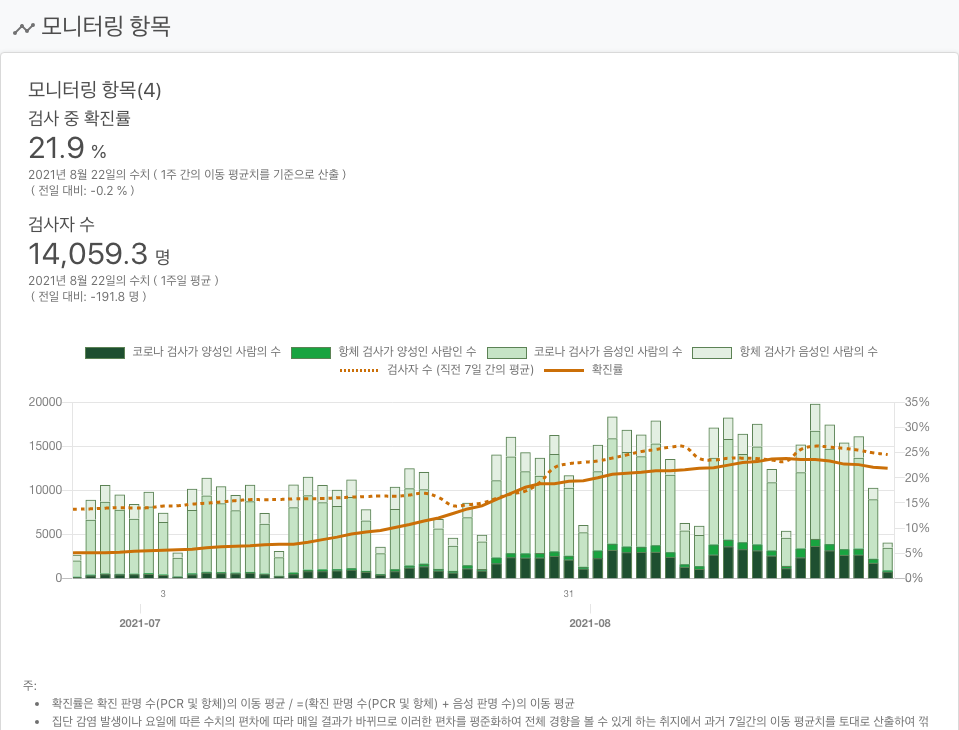 모니터링 항목
모니터링 항목(4)
검사 중 확진률
21.9 %
2021년 8월 22일의 수치 ( 1주 간의 이동 평균치를 기준으로 산출 )
( 전일 대비: -0.2 % )
검사자 수
14,059.3 명
2021년 8월 22일의 수치 ( 1주일 평균 )
( 전일 대비: -191.8 명 )
코로나 검사가 양성인 사람의 수 항체 검사가 양성인 사람인 수 코로나 검사가 음성인 사람의 수 항체 검사가 음성인 사람의 수
검사자 수 (직전 7일 간의 평균) 확진률
20000 35%
30%
15000 25%
10000 20%
15%
5000 10%
5%
0 0%
3 31
2021-07 2021-08
주:
• 확진률은 확진 판명 수(PCR 및 항체)의 이동 평균 / =(확진 판명 수(PCR 및 항체) + 음성 판명 수)의 이동 평균
• 집단 감염 발생이나 요일에 따른 수치의 편차에 따라 매일 결과가 바뀌므로 이러한 편차를 평준화하여 전체 경향을 볼 수 있게 하는 취지에서 과거 7일간의 이동 평균치를 토대로 산출하여 꺾